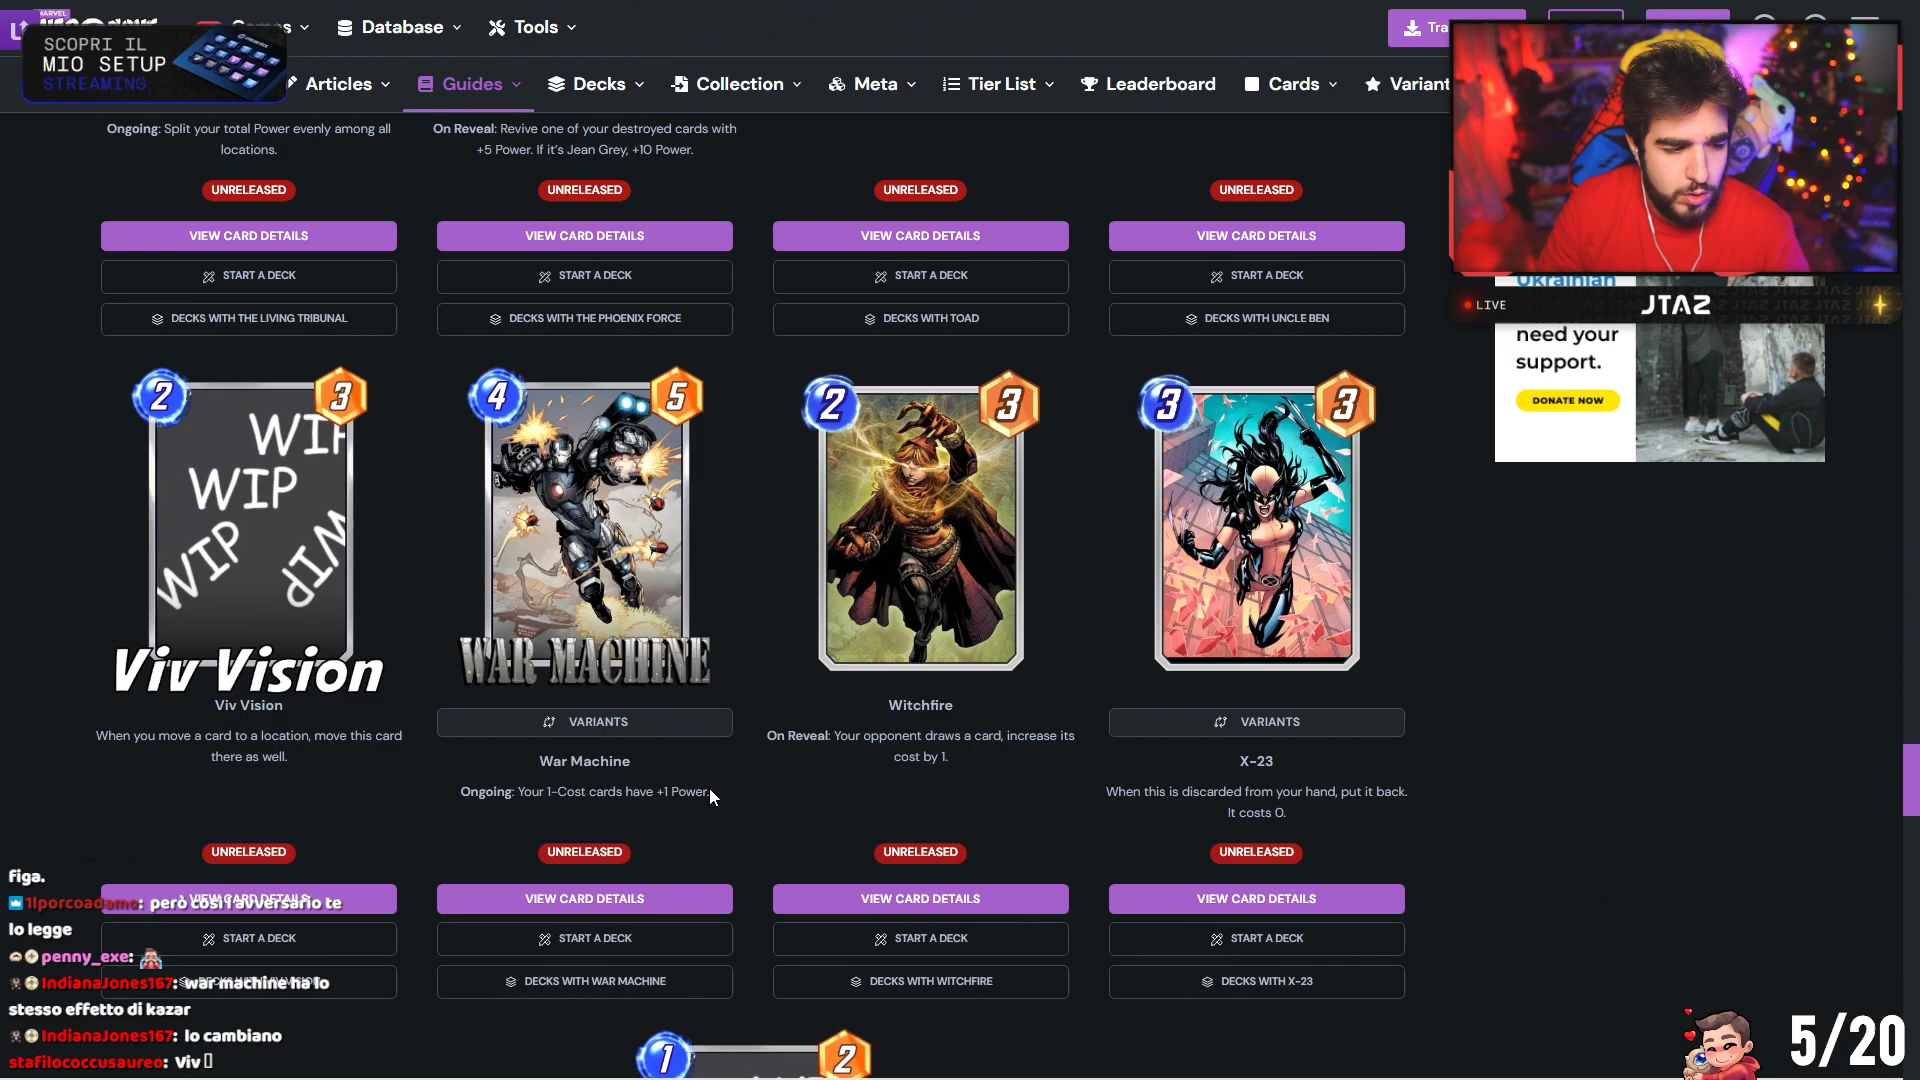 MARVEL
Games
Database
Tools
SCOPRI IL
MIO SETUP
STREAMING
Articles
Guides
Decks
Collection
Meta
Tier List
Leaderboard
Cards
Variant
Ongoing: Split your total Power evenly among all
locations.
On Reveal: Revive one of your destroyed cards with
+5 Power. If it's Jean Grey, +10 Power.
UNRELEASED
UNRELEASED
UNRELEASED
UNRELEASED
VIEW CARD DETAILS
VIEW CARD DETAILS
VIEW CARD DETAILS
VIEW CARD DETAILS
START A DECK
START A DECK
START A DECK
START A DECK
DECKS WITH THE LIVING TRIBUNAL
DECKS WITH THE PHOENIX FORCE
DECKS WITH TOAD
DECKS WITH UNCLE BEN
LIVE
JTAZ
Ukrainian
need your
support.
DONATE NOW
2
3
4
5
2
3
3
3
WIP
WIP
WIP
WIP
Viv Vision
WAR MACHINE
Viv Vision
VARIANTS
Witchfire
VARIANTS
When you move a card to a location, move this card
there as well.
War Machine
On Reveal: Your opponent draws a card, increase its
cost by 1.
X-23
Ongoing: Your 1-Cost cards have +1 Power.
When this is discarded from your hand, put it back.
It costs 0.
UNRELEASED
UNRELEASED
UNRELEASED
UNRELEASED
VIEW CARD DETAILS
VIEW CARD DETAILS
VIEW CARD DETAILS
VIEW CARD DETAILS
START A DECK
START A DECK
START A DECK
START A DECK
DECKS WITH WAR MACHINE
DECKS WITH WITCHFIRE
DECKS WITH X-23
figa.
1lporcoadamo: però così l'avversario te
lo legge
penny_exe:
IndianaJones167: war machine ha lo
stesso effetto di kazar
IndianaJones167: lo cambiano
stafilococcusaureo: Viv
1
2
5/20